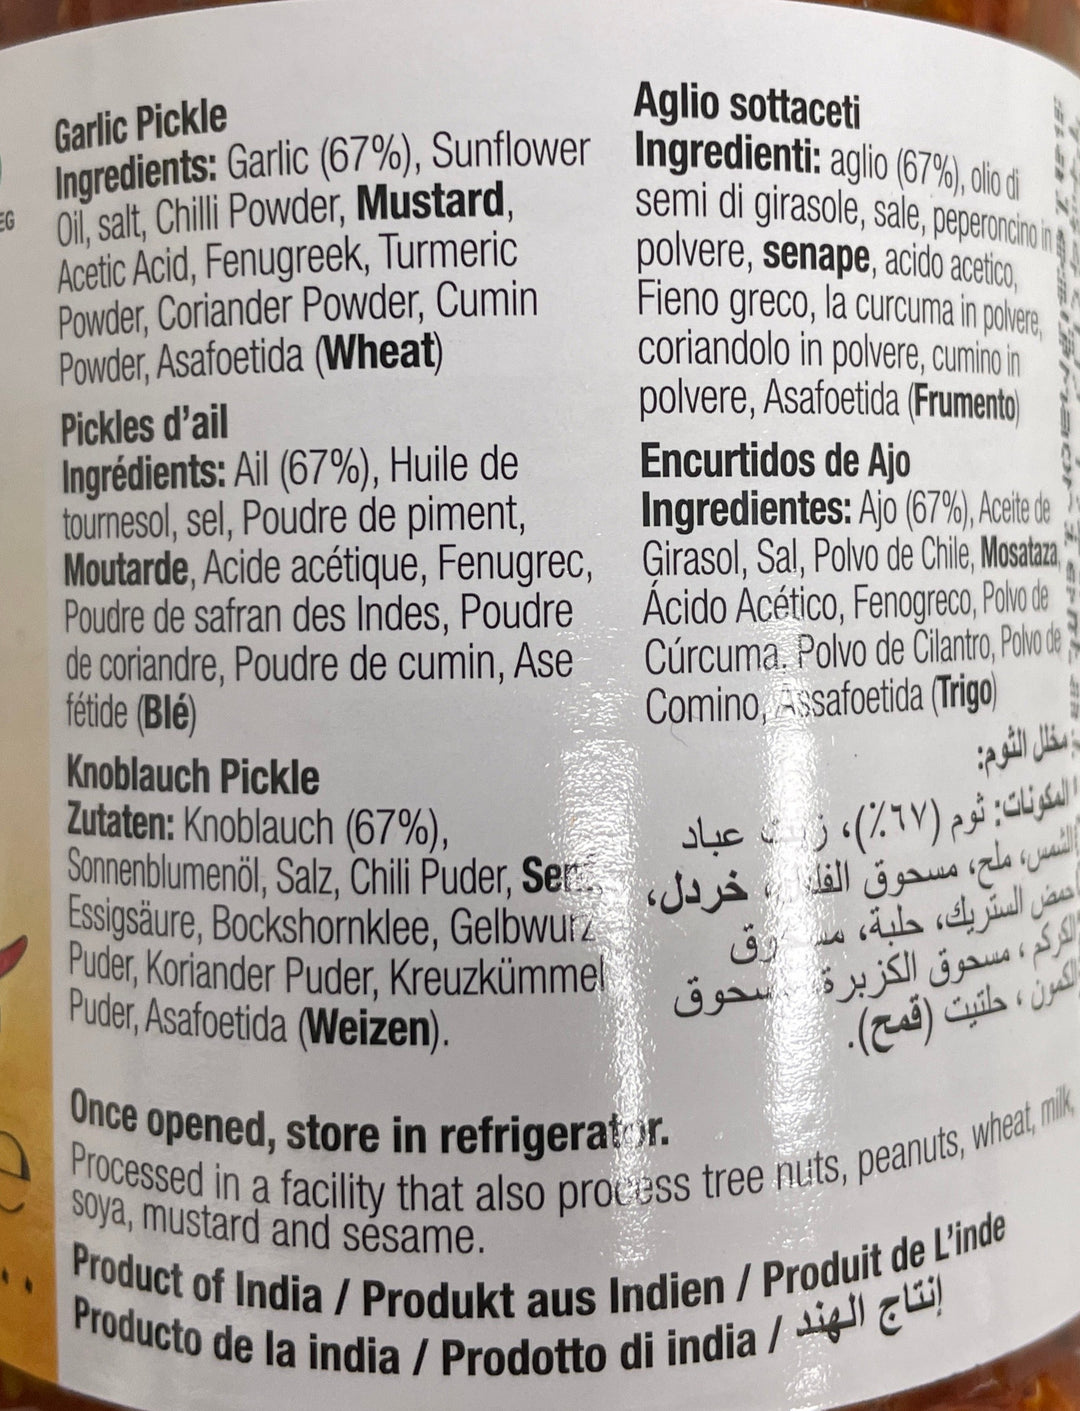 EG
Garlic Pickle
Ingredients: Garlic (67%), Sunflower
Oil, salt, Chilli Powder, Mustard,
Acetic Acid, Fenugreek, Turmeric
Powder, Coriander Powder, Cumin
Powder, Asafoetida (Wheat)
Pickles d'ail
Ingrédients: Ail (67%), Huile de
tournesol, sel, Poudre de piment,
Moutarde, Acide acétique, Fenugrec,
Poudre de safran des Indes, Poudre
de coriandre, Poudre de cumin, Ase
fétide (Blé)
Knoblauch Pickle
Zutaten: Knoblauch (67%),
Sonnenblumenöl, Salz, Chili Puder,
Essigsäure, Bockshornklee, Gelbwurz
Puder, Koriander Puder, Kreuzkümmel
Puder, Asafoetida (Weizen).
Aglio sottaceti
Ingredienti: aglio (67%), olio di
semi di girasole, sale, peperoncino in
polvere, senape, acido acetico,
Fieno greco, la curcuma in polvere,
coriandolo in polvere, cumino in
polvere, Asafoetida (Frumento)
Encurtidos de Ajo
Ingredientes: Ajo (67%), Aceite de
Girasol, Sal, Polvo de Chile, Mosataza,
Ácido Acético, Fenogreco, Polvo de
Cúrcuma. Polvo de Cilantro, Polvo de
Comino, Assafoetida (Trigo)
مخلل الثوم:
المكونات: ثوم (٦٧٪)، عباد
الشمس، ملح، مسحوق خردل،
حمض الستريك، حلبة،
الكركم، مسحوق الكزبرة مسحوق
الكمون، حلتيت (قمح).
Once opened, store in refrigerator.
Processed in a facility that also process tree nuts, peanuts, wheat, milk,
soya, mustard and sesame.
Product of India / Produkt aus Indien / Produit de L'inde
Producto de la india / Prodotto di india / إنتاج الهند